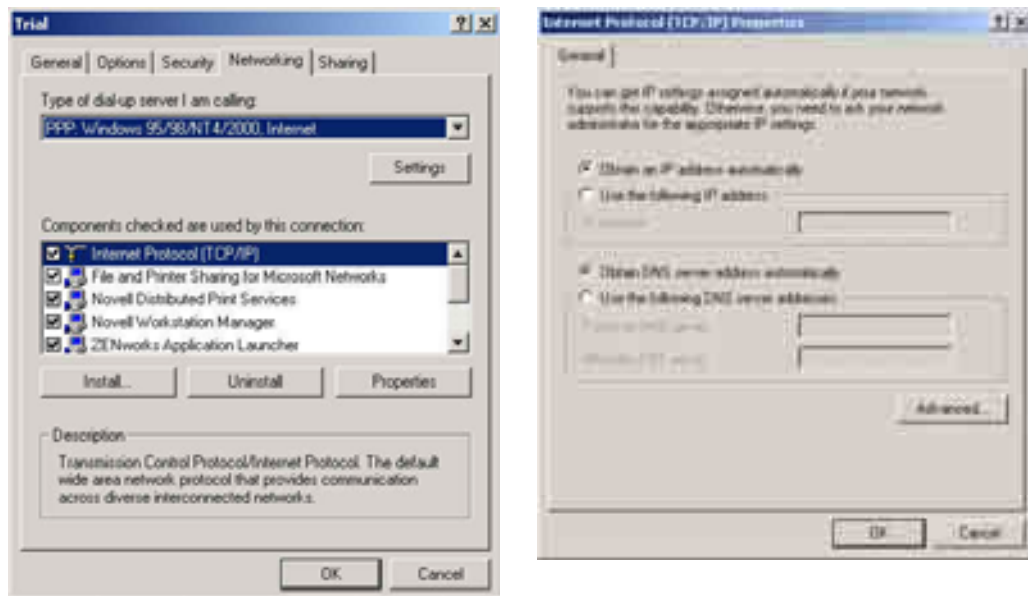 Trial
General Options Security Networking Sharing
Type of dial-up server I am calling:
PPP: Windows 95/98/NT4/2000, Internet
Settings
Components checked are used by this connection:
Internet Protocol (TCP/IP)
File and Printer Sharing for Microsoft Networks
Novell Distributed Print Services
Novell Workstation Manager
ZENworks Application Launcher
Install... Uninstall Properties
Description
Transmission Control Protocol/Internet Protocol. The default
wide area network protocol that provides communication
across diverse interconnected networks.
OK Cancel
Internet Protocol (TCP/IP) Properties
General
You can get IP settings assigned automatically if your network
supports this capability. Otherwise, you need to ask your network
administrator for the appropriate IP settings.
Obtain an IP address automatically
Use the following IP address
Obtain DNS server address automatically
Use the following DNS server addresses
Advanced...
OK Cancel